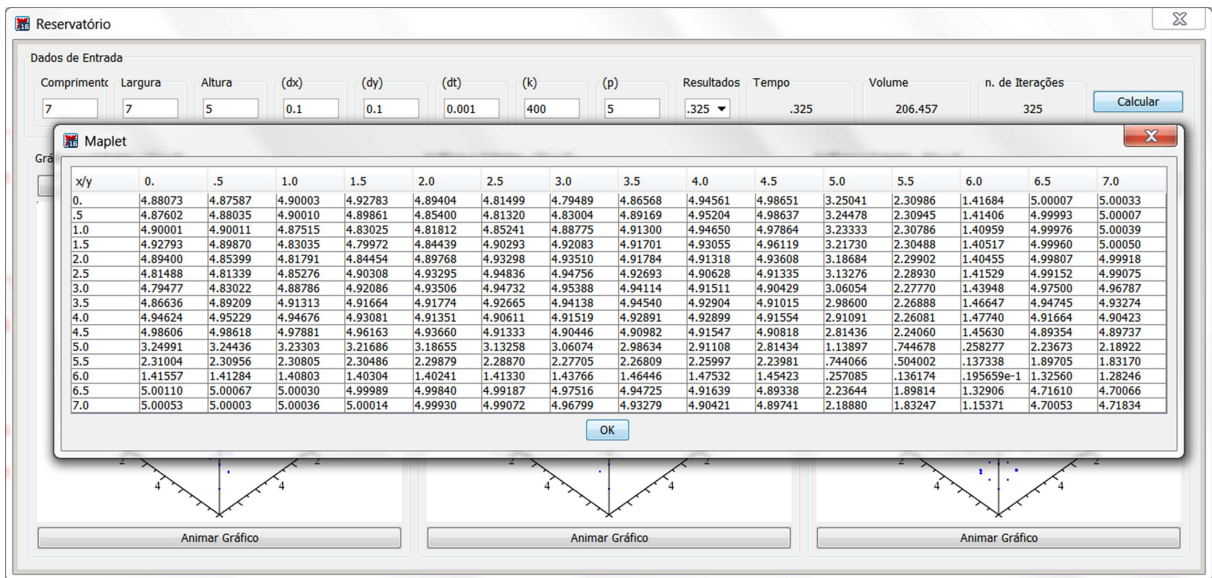 Reservatório
Dados de Entrada
Comprimento Largura Altura (dx) (dy) (dt) (k) (p) Resultados Tempo Volume n. de Iterações
7 7 5 0.1 0.1 0.001 400 5 .325 .325 206.457 325 Calcular
Maplet
Grá
x/y 0. .5 1.0 1.5 2.0 2.5 3.0 3.5 4.0 4.5 5.0 5.5 6.0 6.5 7.0
0. 4.88073 4.87587 4.90003 4.92783 4.89404 4.81499 4.79489 4.86568 4.94561 4.98651 3.25041 2.30986 1.41684 5.00007 5.00033
.5 4.87602 4.88035 4.90010 4.89861 4.85400 4.81320 4.83004 4.89169 4.95204 4.98637 3.24478 2.30945 1.41406 4.99993 5.00007
1.0 4.90001 4.90011 4.87515 4.83025 4.81812 4.85241 4.88775 4.91300 4.94650 4.97864 3.23333 2.30786 1.40959 4.99976 5.00039
1.5 4.92793 4.89870 4.83035 4.79972 4.84439 4.90293 4.92083 4.91701 4.93055 4.96119 3.21730 2.30488 1.40517 4.99960 5.00050
2.0 4.89400 4.85399 4.81791 4.84454 4.89768 4.93298 4.93510 4.91784 4.91318 4.93608 3.18684 2.29902 1.40455 4.99807 4.99918
2.5 4.81488 4.81339 4.85276 4.90308 4.93295 4.94836 4.94756 4.92693 4.90628 4.91335 3.13276 2.28930 1.41529 4.99152 4.99075
3.0 4.79477 4.83022 4.88786 4.92086 4.93506 4.94732 4.95388 4.94114 4.91511 4.90429 3.06054 2.27770 1.43948 4.97500 4.96787
3.5 4.86636 4.89209 4.91313 4.91664 4.91774 4.92665 4.94138 4.94540 4.92904 4.91015 2.98600 2.26888 1.46647 4.94745 4.93274
4.0 4.94624 4.95229 4.94676 4.93081 4.91351 4.90611 4.91519 4.92891 4.92899 4.91554 2.91091 2.26081 1.47740 4.91664 4.90423
4.5 4.98606 4.98618 4.97881 4.96163 4.93660 4.91333 4.90446 4.90982 4.91547 4.90818 2.81436 2.24060 1.45630 4.89354 4.89737
5.0 3.24991 3.24436 3.23303 3.21686 3.18655 3.13258 3.06074 2.98634 2.91108 2.81434 1.13897 .744678 .258277 2.23673 2.18922
5.5 2.31004 2.30956 2.30805 2.30486 2.29879 2.28870 2.27705 2.26809 2.25997 2.23981 .744066 .504002 .137338 1.89705 1.83170
6.0 1.41557 1.41284 1.40803 1.40304 1.40241 1.41330 1.43766 1.46446 1.47532 1.45423 .257085 .136174 .195659e-1 1.32560 1.28246
6.5 5.00110 5.00067 5.00030 4.99989 4.99840 4.99187 4.97516 4.94725 4.91639 4.89338 2.23644 1.89814 1.32906 4.71610 4.70066
7.0 5.00053 5.00003 5.00036 5.00014 4.99930 4.99072 4.96799 4.93279 4.90421 4.89741 2.18880 1.83247 1.15371 4.70053 4.71834
OK
2 2 2 2 2 2
4 4 4 4 4 4
Animar Gráfico Animar Gráfico Animar Gráfico